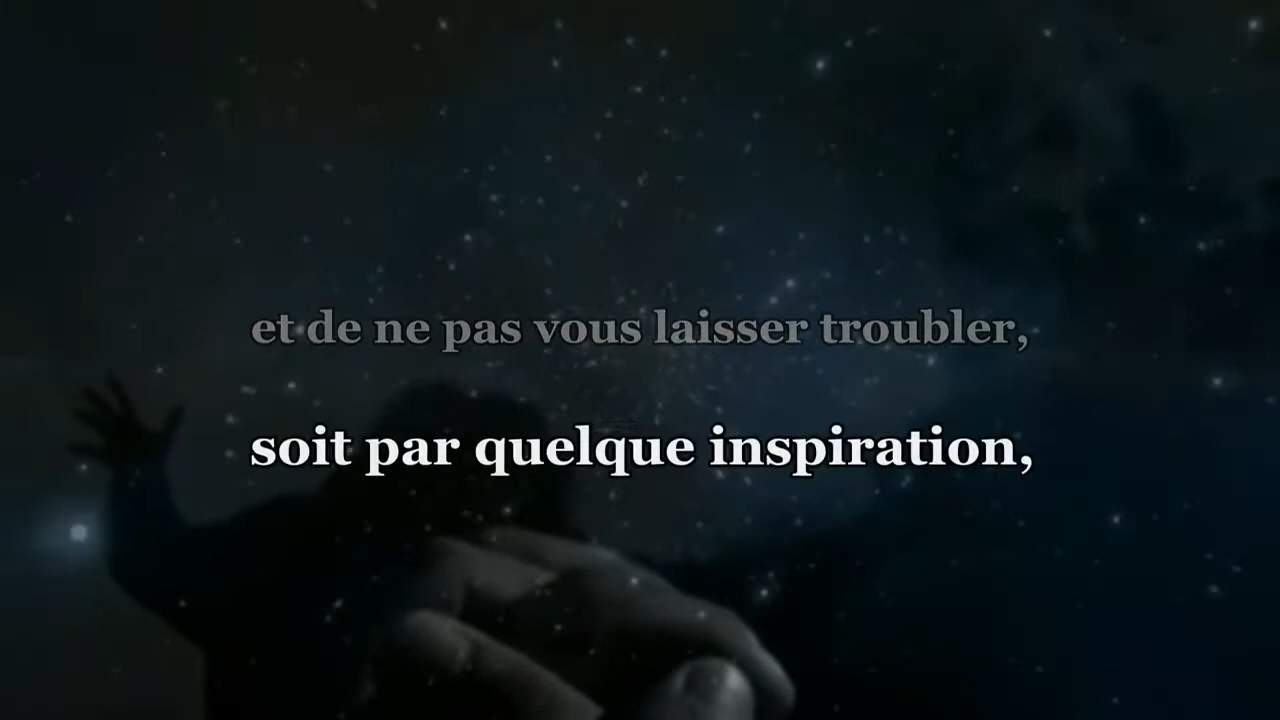 et de ne pas vous laisser troubler,
soit par quelque inspiration,